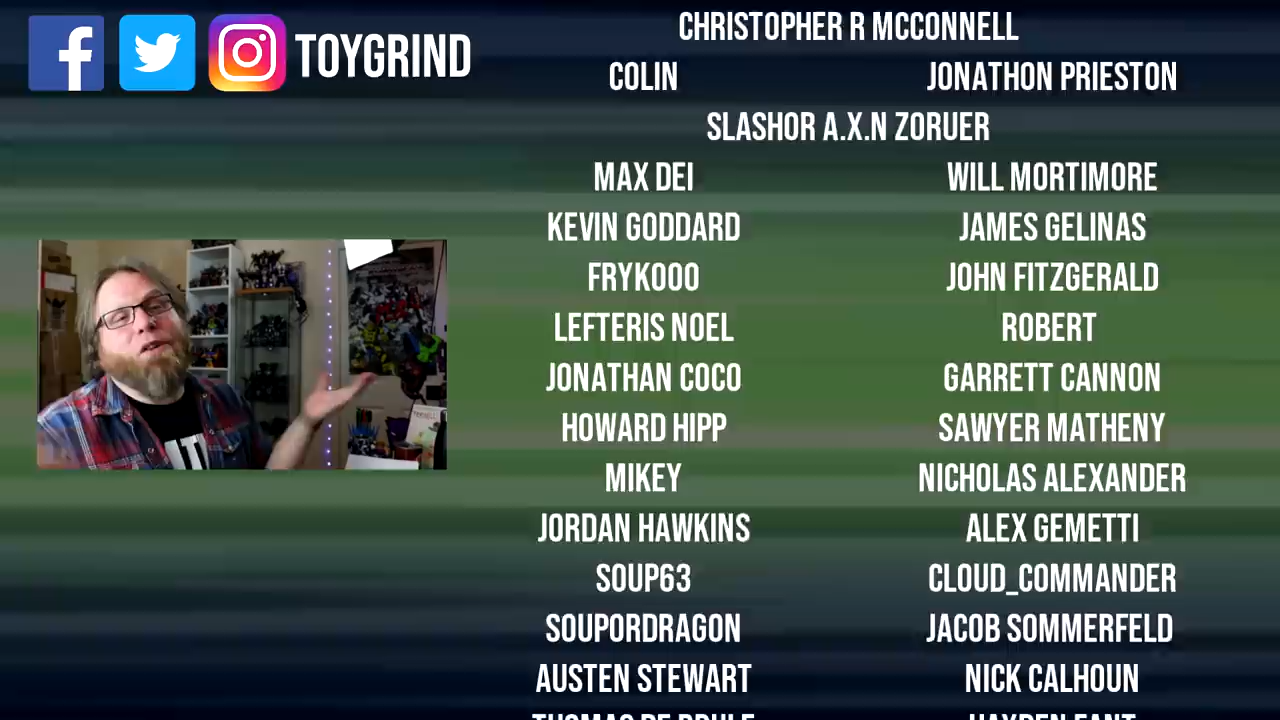 TOYGRIND
CHRISTOPHER R MCCONNELL
COLIN JONATHON PRIESTON
SLASHOR A.X.N ZORUER
MAX DEI WILL MORTIMORE
KEVIN GODDARD JAMES GELINAS
FRYKOOO JOHN FITZGERALD
LEFTERIS NOEL ROBERT
JONATHAN COCO GARRETT CANNON
HOWARD HIPP SAWYER MATHENY
MIKEY NICHOLAS ALEXANDER
JORDAN HAWKINS ALEX GEMETTI
SOUP63 CLOUD_COMMANDER
SOUPORDRAGON JACOB SOMMERFELD
AUSTEN STEWART NICK CALHOUN